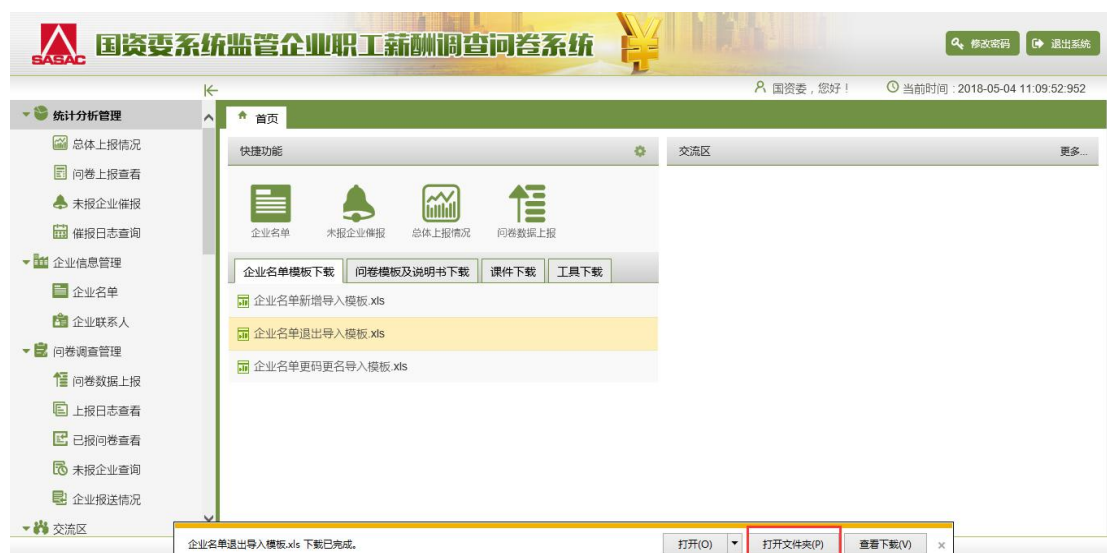 SASAC 国资委系统监管企业职工薪酬调查问卷系统
修改密码 退出系统
国资委，您好！ 当前时间：2018-05-04 11:09:52:952
统计分析管理
总体上报情况
问卷上报查看
未报企业催报
催报日志查询
企业信息管理
企业名单
企业联系人
问卷调查管理
问卷数据上报
上报日志查看
已报问卷查看
未报企业查询
企业报送情况
交流区
首页
快捷功能
企业名单 未报企业催报 总体上报情况 问卷数据上报
企业名单模板下载 问卷模板及说明书下载 课件下载 工具下载
企业名单新增导入模板.xls
企业名单退出导入模板.xls
企业名单更码更名导入模板.xls
交流区 更多...
企业名单退出导入模板.xls 下载已完成。 打开(O) 打开文件夹(P) 查看下载(V) ×